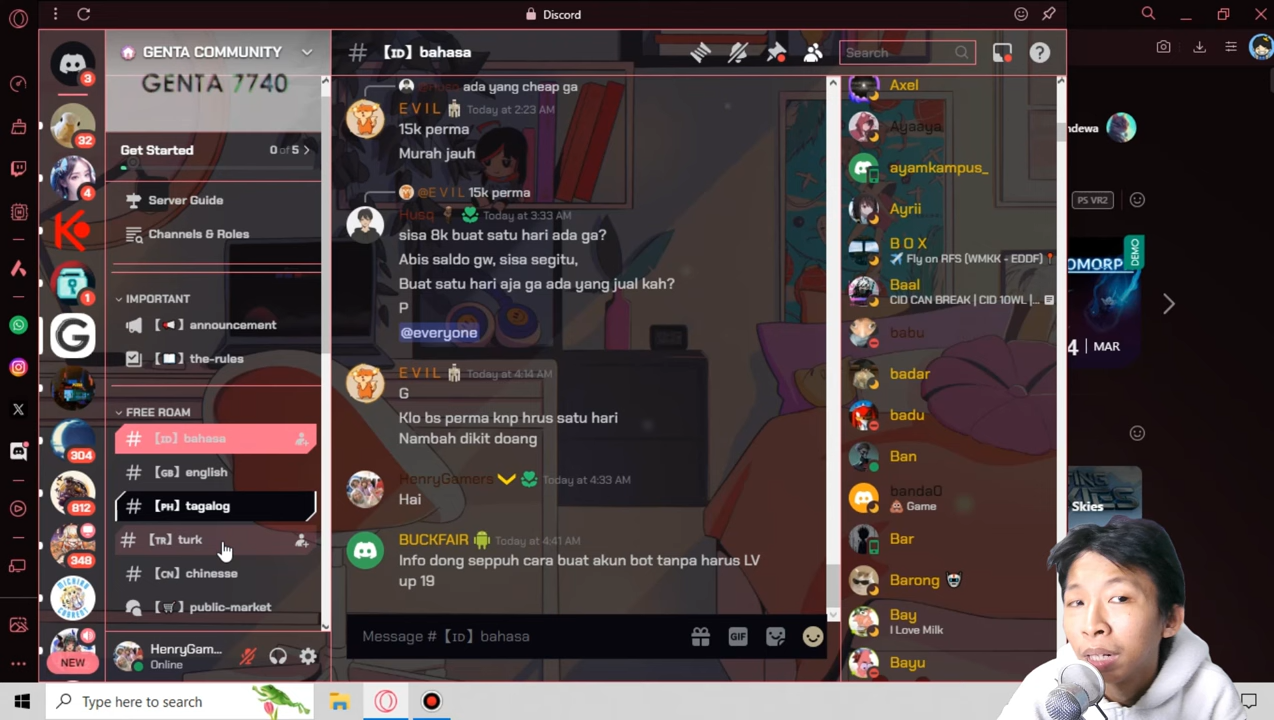 Discord
GENTA COMMUNITY
GENTA 7740
Get Started
0 of 5
Server Guide
Channels & Roles
IMPORTANT
announcement
the-rules
FREE ROAM
【ID】bahasa
【GB】english
【PH】tagalog
【TR】turk
【CN】chinesse
public-market
HenryGam...
Online
3
32
4
1
304
812
348
NEW
【ID】bahasa
Search
ada yang cheap ga
E V I L Today at 2:23 AM
15k perma
Murah jauh
@E V I L 15k perma
Husq Today at 3:33 AM
sisa 8k buat satu hari ada ga?
Abis saldo gw, sisa segitu,
Buat satu hari aja ga ada yang jual kah?
P
@everyone
E V I L Today at 4:14 AM
G
Klo bs perma knp hrus satu hari
Nambah dikit doang
HenryGamers Today at 4:33 AM
Hai
BUCKFAIR Today at 4:41 AM
Info dong seppuh cara buat akun bot tanpa harus LV
up 19
Message #【ID】bahasa
GIF
Axel
Ayaaya
ayamkampus_
Ayrii
B O X
Fly on RFS (WMKK - EDDF)
Baal
CID CAN BREAK | CID 10WL |...
babu
badar
badu
Ban
banda0
Game
Bar
Barong
Bay
I Love Milk
Bayu
ndewa
PS VR2
DEMO
OMORP
4 | MAR
Skies
Type here to search